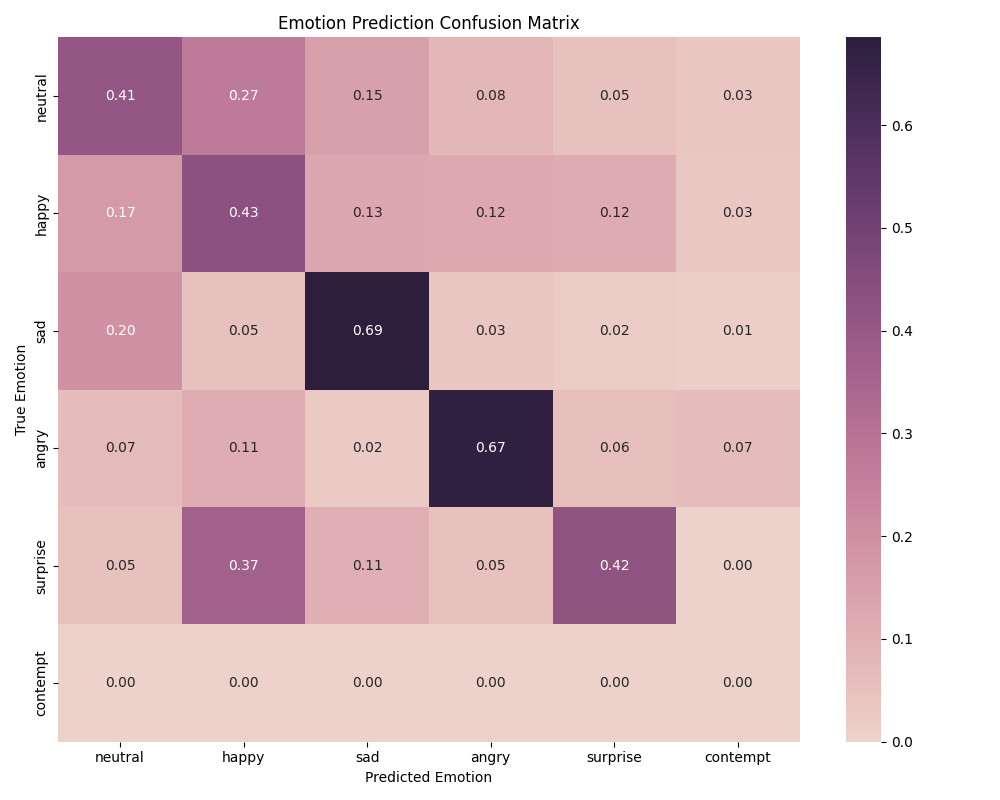 Emotion Prediction Confusion Matrix
True Emotion
neutral 0.41 0.27 0.15 0.08 0.05 0.03
happy 0.17 0.43 0.13 0.12 0.12 0.03
sad 0.20 0.05 0.69 0.03 0.02 0.01
angry 0.07 0.11 0.02 0.67 0.06 0.07
surprise 0.05 0.37 0.11 0.05 0.42 0.00
contempt 0.00 0.00 0.00 0.00 0.00 0.00
neutral happy sad angry surprise contempt
Predicted Emotion
0.6
0.5
0.4
0.3
0.2
0.1
0.0